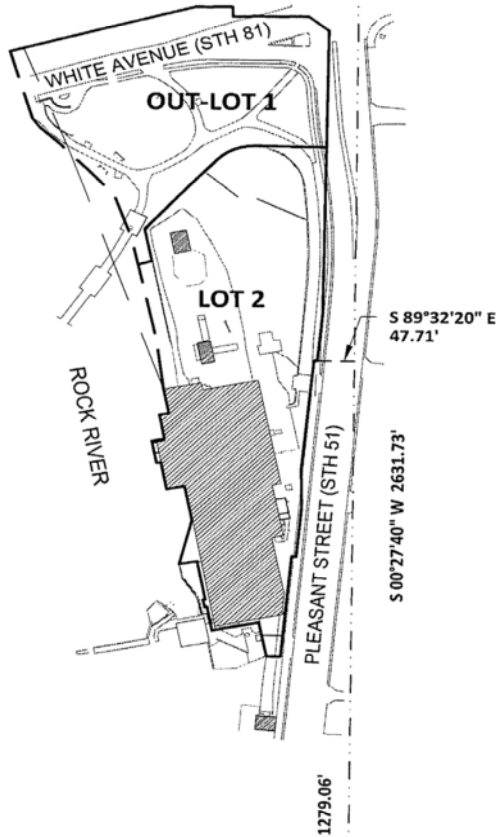 WHITE AVENUE (STH 81)
OUT-LOT 1
LOT 2
S 89°32'20" E
47.71'
ROCK RIVER
PLEASANT STREET (STH 51)
S 00°27'40" W 2631.73'
1279.06'